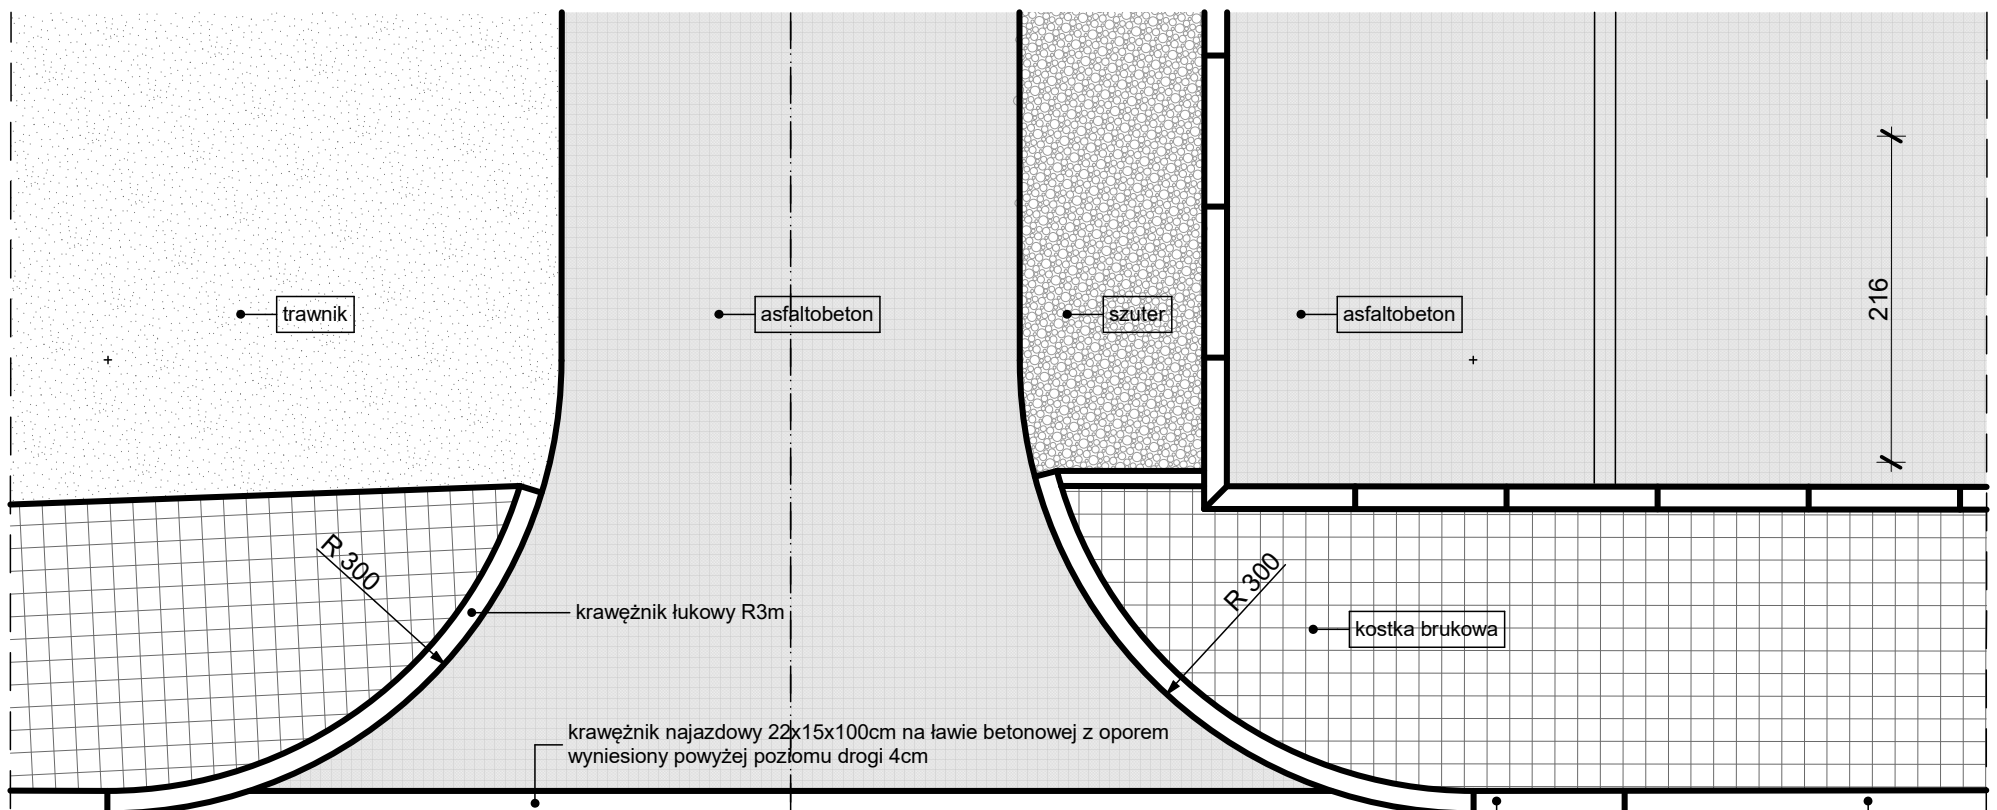 216
trawnik
asfaltobeton
szuter
asfaltobeton
R 300
R 300
krawężnik łukowy R3m
kostka brukowa
krawężnik najazdowy 22x15x100cm na ławie betonowej z oporem
wyniesiony powyżej poziomu drogi 4cm